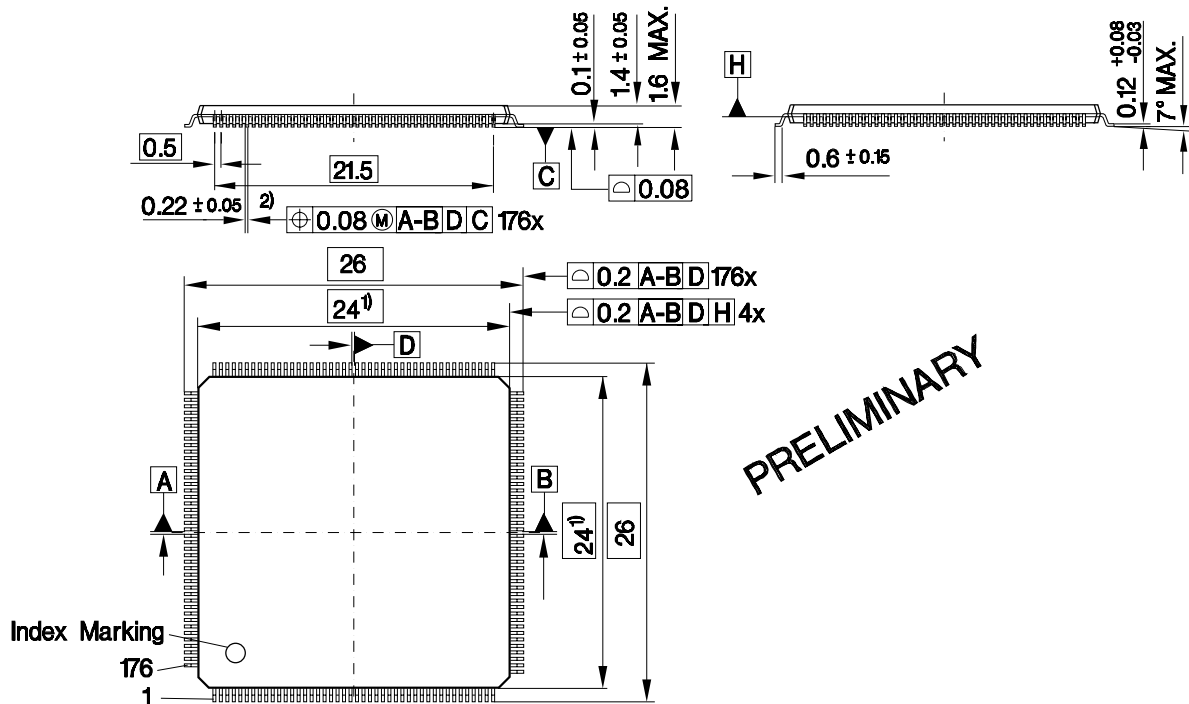 0.1 ± 0.05
1.4 ± 0.05
1.6 MAX.
H
0.12 +0.08 -0.03
7° MAX.
0.5
21.5
C
⌓ 0.08
0.6 ± 0.15
0.22 ± 0.05 2)
⌖ 0.08 Ⓜ A-B D C 176x
26
⌓ 0.2 A-B D 176x
24 1)
⌓ 0.2 A-B D H 4x
D
PRELIMINARY
A
B
24 1)
26
Index Marking
176
1